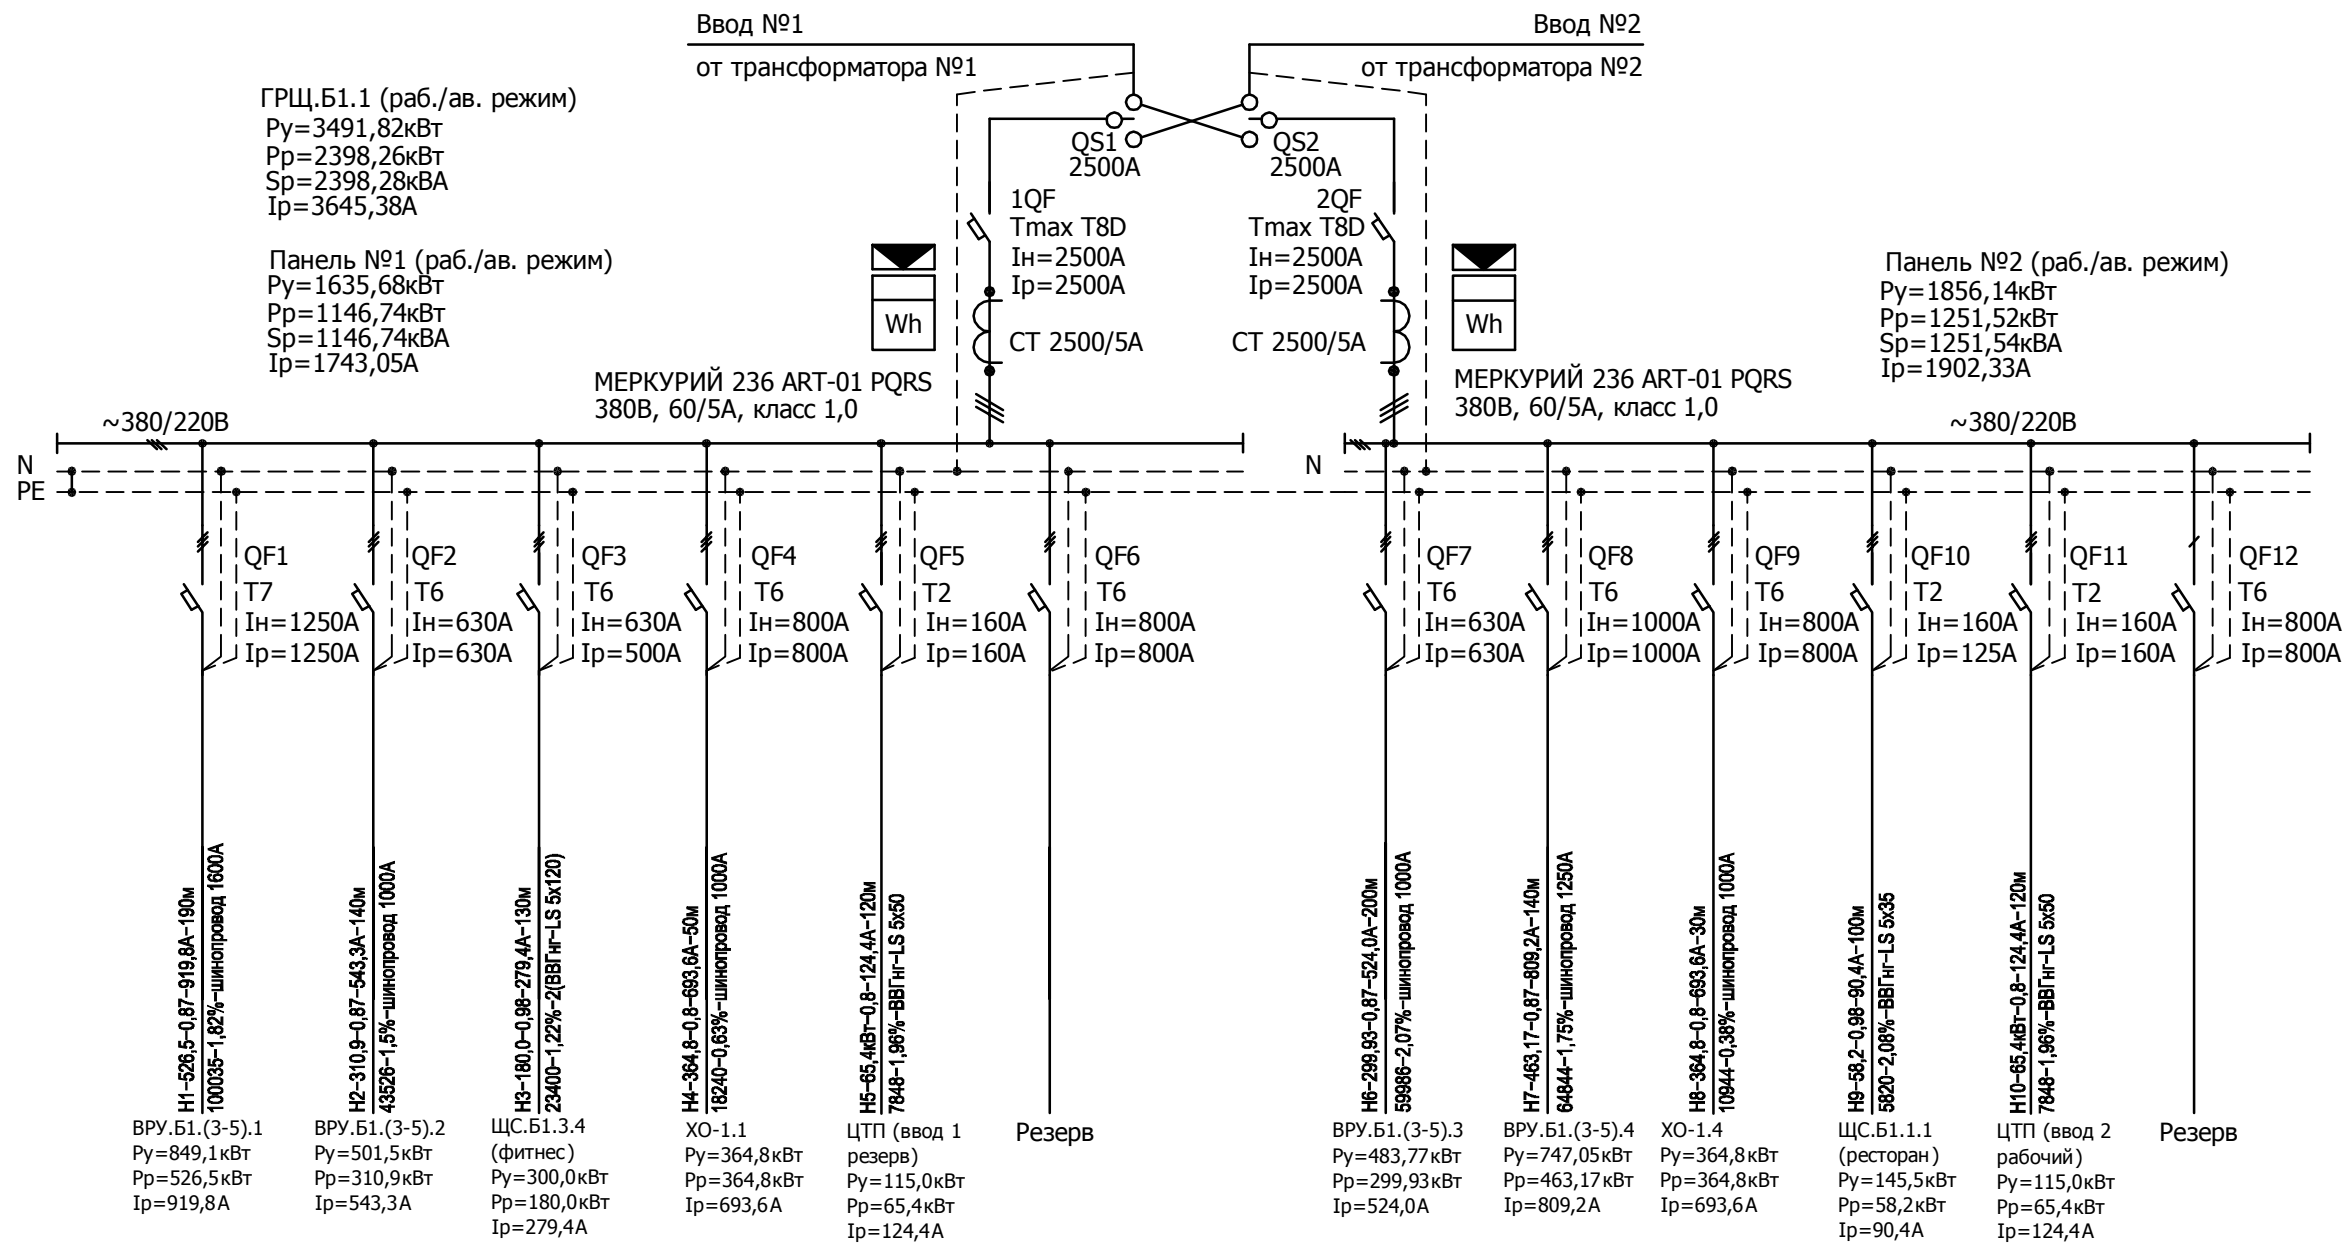 Ввод №1
от трансформатора №1
Ввод №2
от трансформатора №2
ГРЩ.Б1.1 (раб./ав. режим)
Ру=3491,82кВт
Рр=2398,26кВт
Sр=2398,28кВА
Iр=3645,38А
Панель №1 (раб./ав. режим)
Ру=1635,68кВт
Рр=1146,74кВт
Sр=1146,74кВА
Iр=1743,05А
QS1
2500А
QS2
2500А
1QF
Tmax T8D
Iн=2500А
Iр=2500А
СТ 2500/5А
2QF
Tmax T8D
Iн=2500А
Iр=2500А
СТ 2500/5А
Wh
Wh
Панель №2 (раб./ав. режим)
Ру=1856,14кВт
Рр=1251,52кВт
Sр=1251,54кВА
Iр=1902,33А
МЕРКУРИЙ 236 ART-01 PQRS
380В, 60/5А, класс 1,0
МЕРКУРИЙ 236 ART-01 PQRS
380В, 60/5А, класс 1,0
~380/220В
~380/220В
N
PE
N
QF1
T7
Iн=1250А
Iр=1250А
QF2
T6
Iн=630А
Iр=630А
QF3
T6
Iн=630А
Iр=500А
QF4
T6
Iн=800А
Iр=800А
QF5
T2
Iн=160А
Iр=160А
QF6
T6
Iн=800А
Iр=800А
QF7
T6
Iн=630А
Iр=630А
QF8
T6
Iн=1000А
Iр=1000А
QF9
T6
Iн=800А
Iр=800А
QF10
T2
Iн=160А
Iр=125А
QF11
T2
Iн=160А
Iр=160А
QF12
T6
Iн=800А
Iр=800А
Н1-526,5-0,87-919,8А-190м
100035-1,82%-шинопровод 1600А
Н2-310,9-0,87-543,3А-140м
43526-1,5%-шинопровод 1000А
Н3-180,0-0,98-279,4А-130м
23400-1,22%-2(ВВГнг-LS 5х120)
Н4-364,8-0,8-693,6А-50м
18240-0,63%-шинопровод 1000А
Н5-65,4кВт-0,8-124,4А-120м
7848-1,96%-ВВГнг-LS 5х50
Н6-299,93-0,87-524,0А-200м
59986-2,07%-шинопровод 1000А
Н7-463,17-0,87-809,2А-140м
64844-1,75%-шинопровод 1250А
Н8-364,8-0,8-693,6А-30м
10944-0,38%-шинопровод 1000А
Н9-58,2-0,98-90,4А-100м
5820-2,08%-ВВГнг-LS 5х35
Н10-65,4кВт-0,8-124,4А-120м
7848-1,96%-ВВГнг-LS 5х50
ВРУ.Б1.(3-5).1
Ру=849,1кВт
Рр=526,5кВт
Iр=919,8А
ВРУ.Б1.(3-5).2
Ру=501,5кВт
Рр=310,9кВт
Iр=543,3А
ЩС.Б1.3.4
(фитнес)
Ру=300,0кВт
Рр=180,0кВт
Iр=279,4А
ХО-1.1
Ру=364,8кВт
Рр=364,8кВт
Iр=693,6А
ЦТП (ввод 1
резерв)
Ру=115,0кВт
Рр=65,4кВт
Iр=124,4А
Резерв
ВРУ.Б1.(3-5).3
Ру=483,77кВт
Рр=299,93кВт
Iр=524,0А
ВРУ.Б1.(3-5).4
Ру=747,05кВт
Рр=463,17кВт
Iр=809,2А
ХО-1.4
Ру=364,8кВт
Рр=364,8кВт
Iр=693,6А
ЩС.Б1.1.1
(ресторан)
Ру=145,5кВт
Рр=58,2кВт
Iр=90,4А
ЦТП (ввод 2
рабочий)
Ру=115,0кВт
Рр=65,4кВт
Iр=124,4А
Резерв